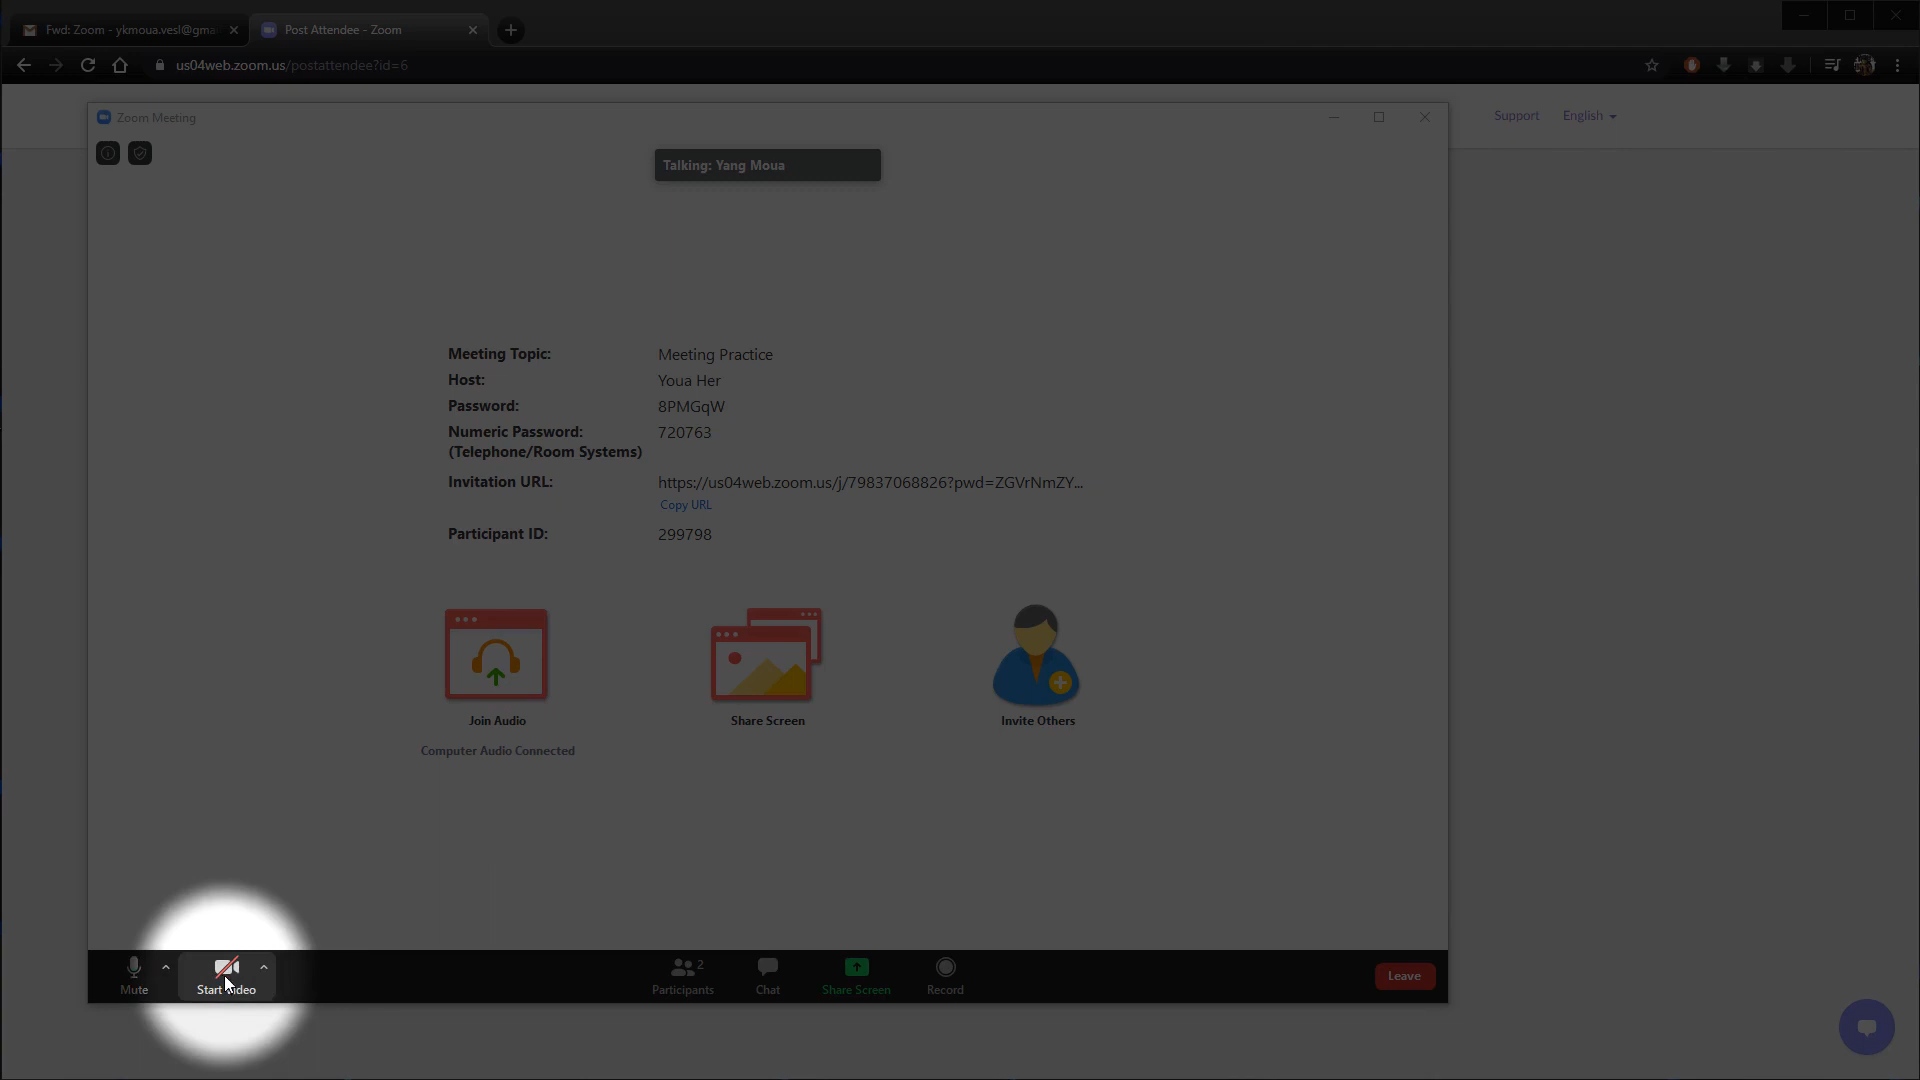 Fwd: Zoom - ykmoua.vesl@gma
Post Attendee - Zoom
us04web.zoom.us/postattendee?id=6
Support
English
Zoom Meeting
Talking: Yang Moua
Meeting Topic: Meeting Practice
Host: Youa Her
Password: 8PMGqW
Numeric Password: 720763
(Telephone/Room Systems)
Invitation URL: https://us04web.zoom.us/j/79837068826?pwd=ZGVrNmZY...
Copy URL
Participant ID: 299798
Join Audio
Share Screen
Invite Others
Computer Audio Connected
2
Mute
Start Video
Participants
Chat
Share Screen
Record
Leave